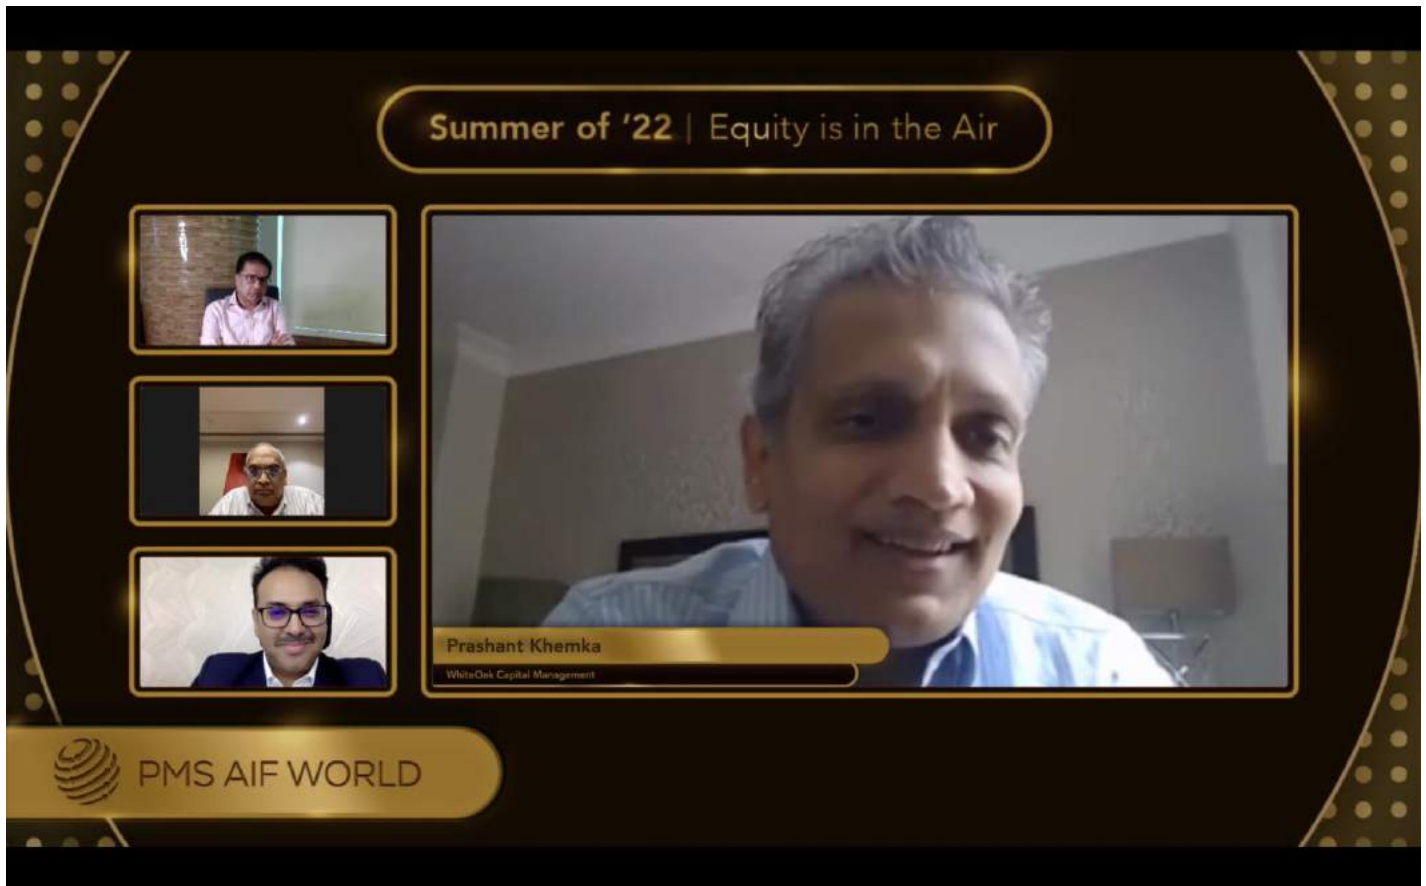 Summer of ‘22 | Equity is in the Air
Prashant Khemka
WhiteOak Capital Management
PMS AIF WORLD